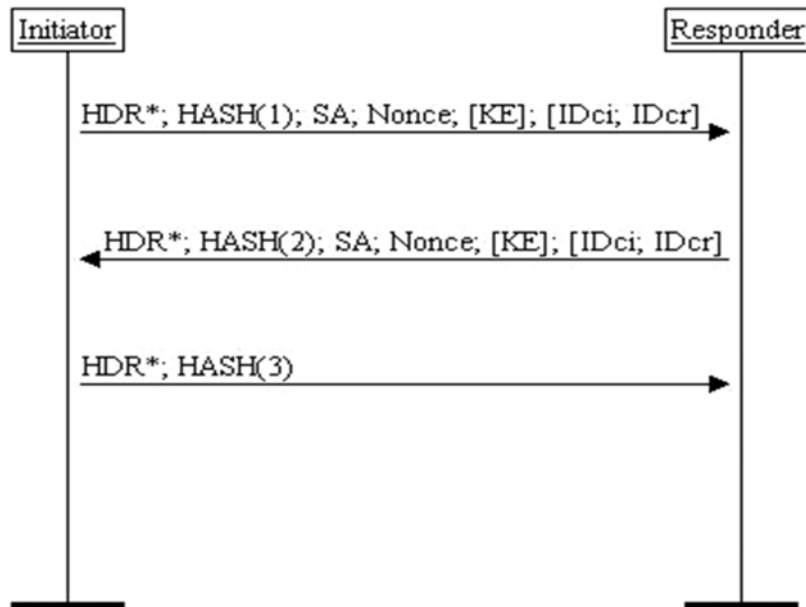 Initiator
Responder
HDR*; HASH(1); SA; Nonce; [KE]; [IDci; IDcr]
HDR*; HASH(2); SA; Nonce; [KE]; [IDci; IDcr]
HDR*; HASH(3)